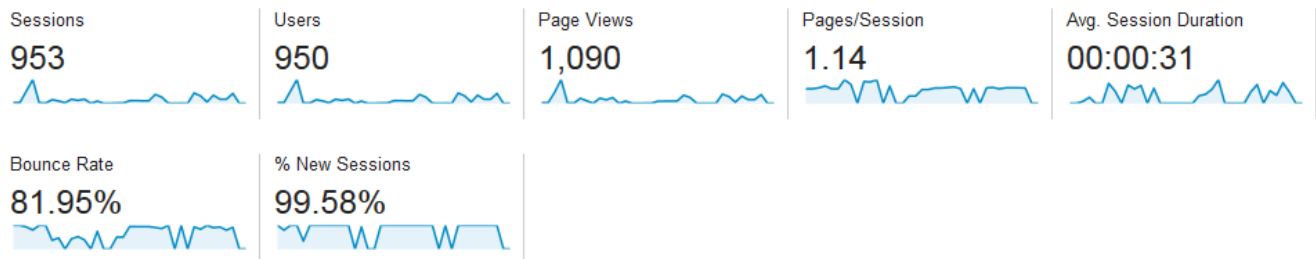 Sessions
953
Users
950
Page Views
1,090
Pages/Session
1.14
Avg. Session Duration
00:00:31
Bounce Rate
81.95%
% New Sessions
99.58%